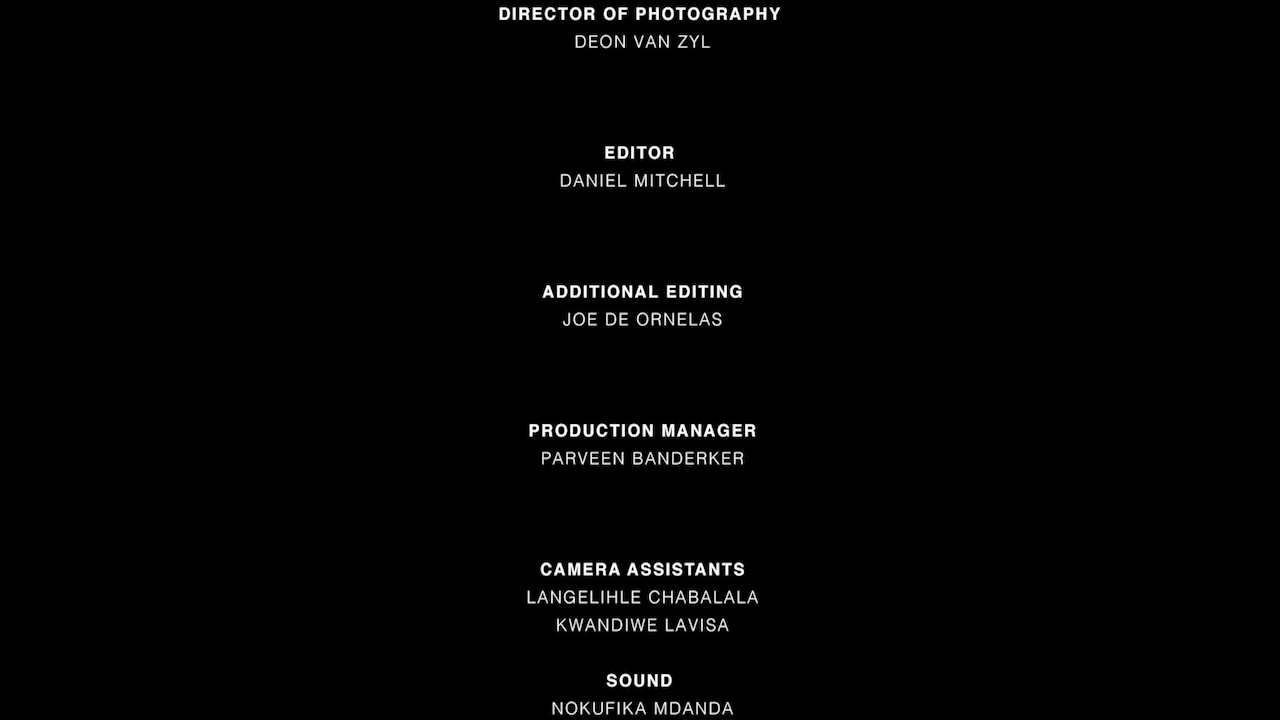 DIRECTOR OF PHOTOGRAPHY
DEON VAN ZYL
EDITOR
DANIEL MITCHELL
ADDITIONAL EDITING
JOE DE ORNELAS
PRODUCTION MANAGER
PARVEEN BANDERKER
CAMERA ASSISTANTS
LANGELIHLE CHABALALA
KWANDIWE LAVISA
SOUND
NOKUFIKA MDANDA